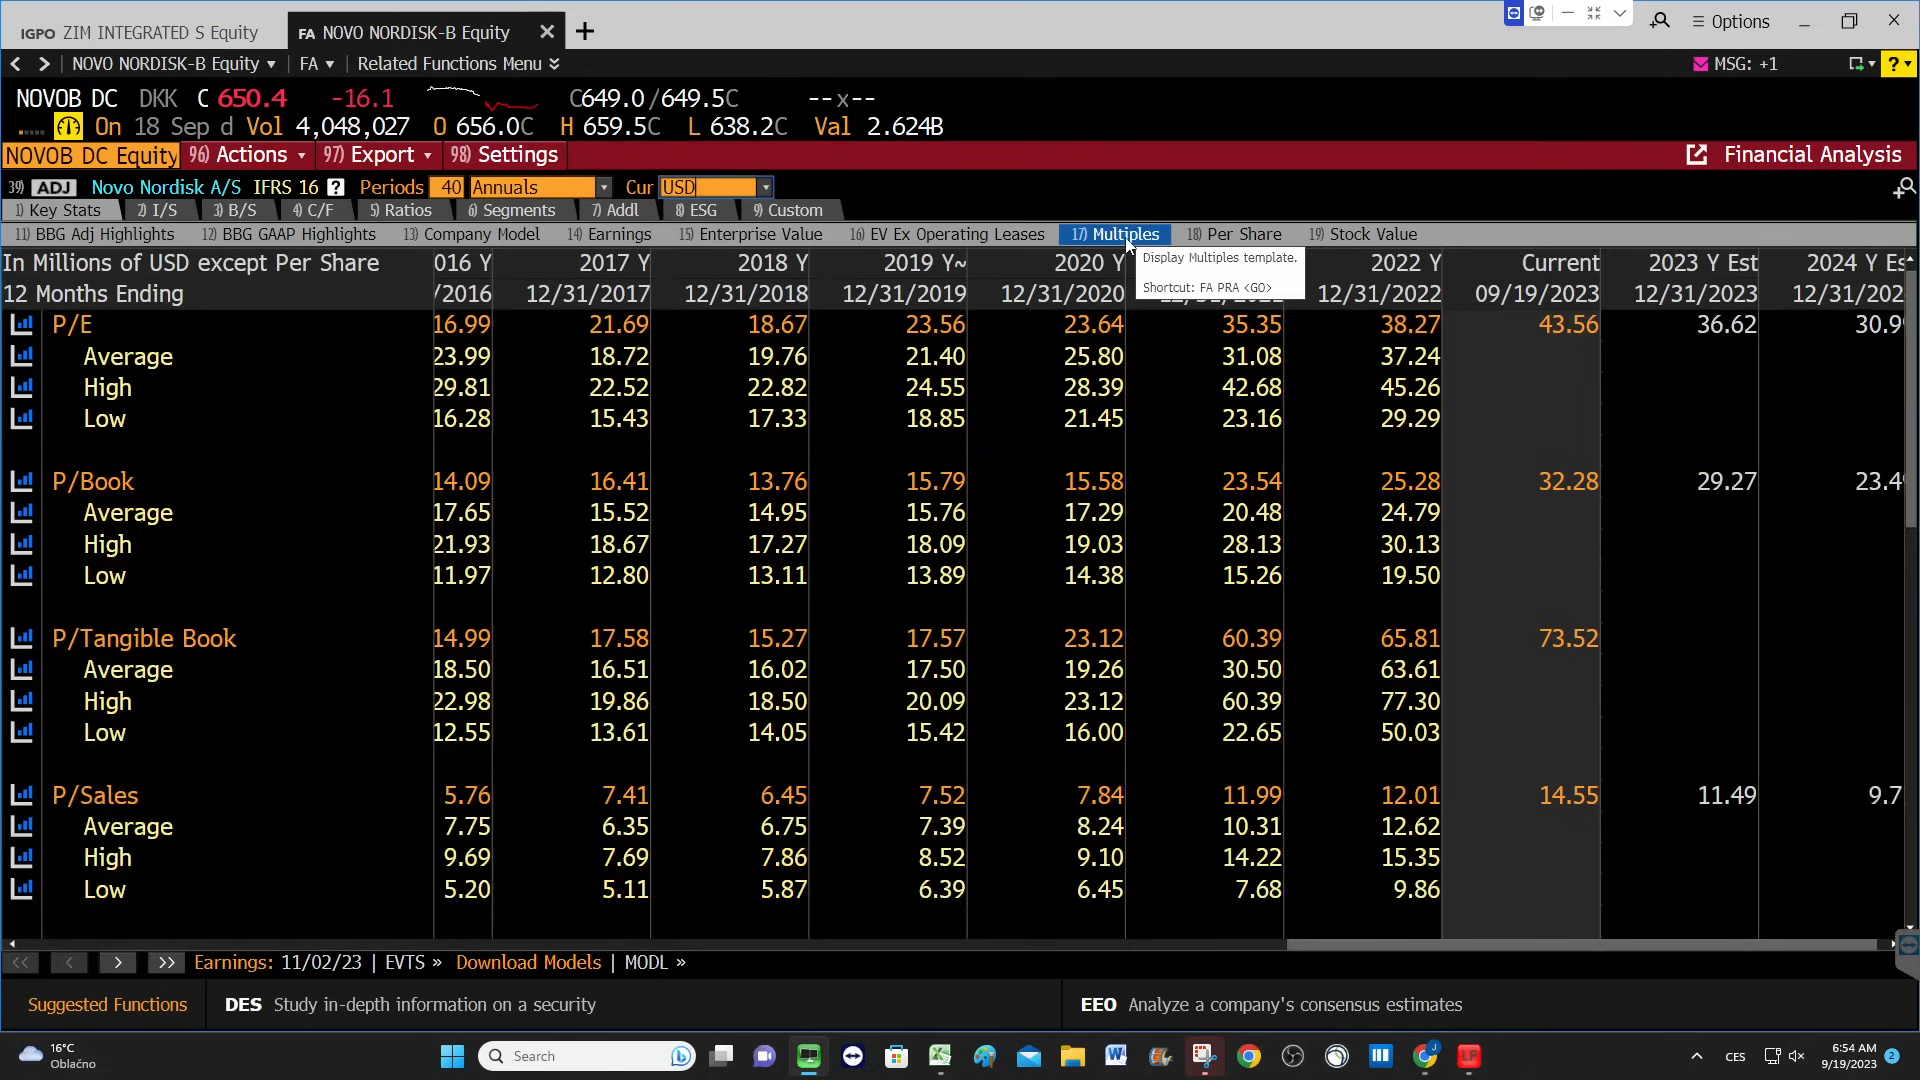 IGPO ZIM INTEGRATED S Equity FA NOVO NORDISK-B Equity Options
NOVO NORDISK-B Equity FA Related Functions Menu MSG: +1 ?
NOVOB DC DKK C 650.4 -16.1 C649.0/649.5C --x--
On 18 Sep d Vol 4,048,027 O 656.0C H 659.5C L 638.2C Val 2.624B
NOVOB DC Equity 96) Actions 97) Export 98) Settings Financial Analysis
39) ADJ Novo Nordisk A/S IFRS 16 ? Periods 40 Annuals Cur USD
1) Key Stats 2) I/S 3) B/S 4) C/F 5) Ratios 6) Segments 7) Addl 8) ESG 9) Custom
11) BBG Adj Highlights 12) BBG GAAP Highlights 13) Company Model 14) Earnings 15) Enterprise Value 16) EV Ex Operating Leases 17) Multiples 18) Per Share 19) Stock Value
Display Multiples template.
Shortcut: FA PRA <GO>
In Millions of USD except Per Share 016 Y 2017 Y 2018 Y 2019 Y~ 2020 Y 2022 Y Current 2023 Y Est 2024 Y Es
12 Months Ending /2016 12/31/2017 12/31/2018 12/31/2019 12/31/2020 12/31/2021 12/31/2022 09/19/2023 12/31/2023 12/31/202
P/E 16.99 21.69 18.67 23.56 23.64 35.35 38.27 43.56 36.62 30.9
Average 23.99 18.72 19.76 21.40 25.80 31.08 37.24
High 29.81 22.52 22.82 24.55 28.39 42.68 45.26
Low 16.28 15.43 17.33 18.85 21.45 23.16 29.29
P/Book 14.09 16.41 13.76 15.79 15.58 23.54 25.28 32.28 29.27 23.4
Average 17.65 15.52 14.95 15.76 17.29 20.48 24.79
High 21.93 18.67 17.27 18.09 19.03 28.13 30.13
Low 11.97 12.80 13.11 13.89 14.38 15.26 19.50
P/Tangible Book 14.99 17.58 15.27 17.57 23.12 60.39 65.81 73.52
Average 18.50 16.51 16.02 17.50 19.26 30.50 63.61
High 22.98 19.86 18.50 20.09 23.12 60.39 77.30
Low 12.55 13.61 14.05 15.42 16.00 22.65 50.03
P/Sales 5.76 7.41 6.45 7.52 7.84 11.99 12.01 14.55 11.49 9.7
Average 7.75 6.35 6.75 7.39 8.24 10.31 12.62
High 9.69 7.69 7.86 8.52 9.10 14.22 15.35
Low 5.20 5.11 5.87 6.39 6.45 7.68 9.86
<< < > >> Earnings: 11/02/23 | EVTS » Download Models | MODL »
Suggested Functions DES Study in-depth information on a security EEO Analyze a company's consensus estimates
16°C
Oblačno
Search
CES
6:54 AM
9/19/2023
2